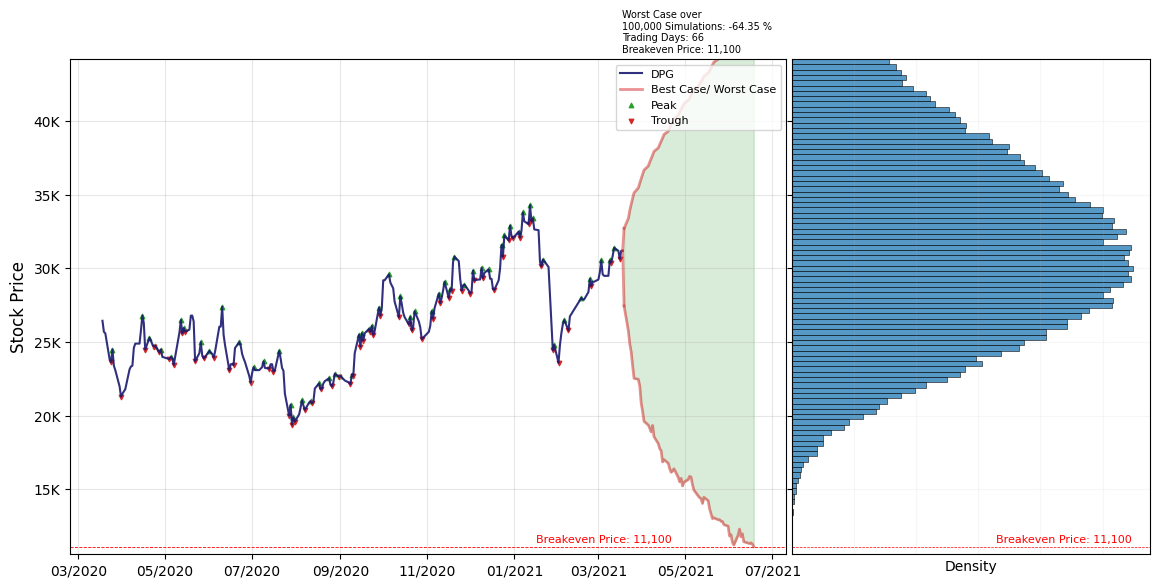 Worst Case over
100,000 Simulations: -64.35 %
Trading Days: 66
Breakeven Price: 11,100
DPG
Best Case/ Worst Case
Peak
Trough
Stock Price
40K
35K
30K
25K
20K
15K
Breakeven Price: 11,100
Breakeven Price: 11,100
03/2020 05/2020 07/2020 09/2020 11/2020 01/2021 03/2021 05/2021 07/2021
Density